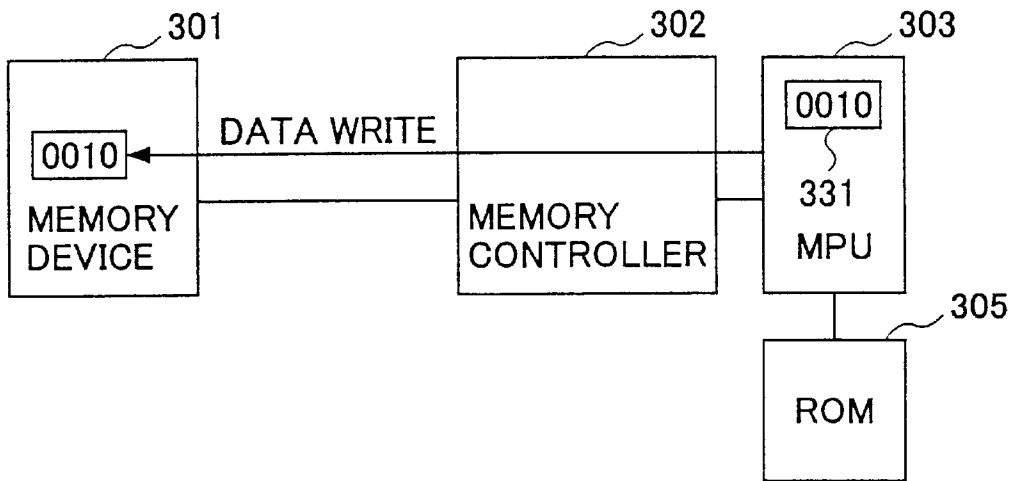 301
302
303
0010
DATA WRITE
0010
331
MEMORY
DEVICE
MEMORY
CONTROLLER
MPU
305
ROM